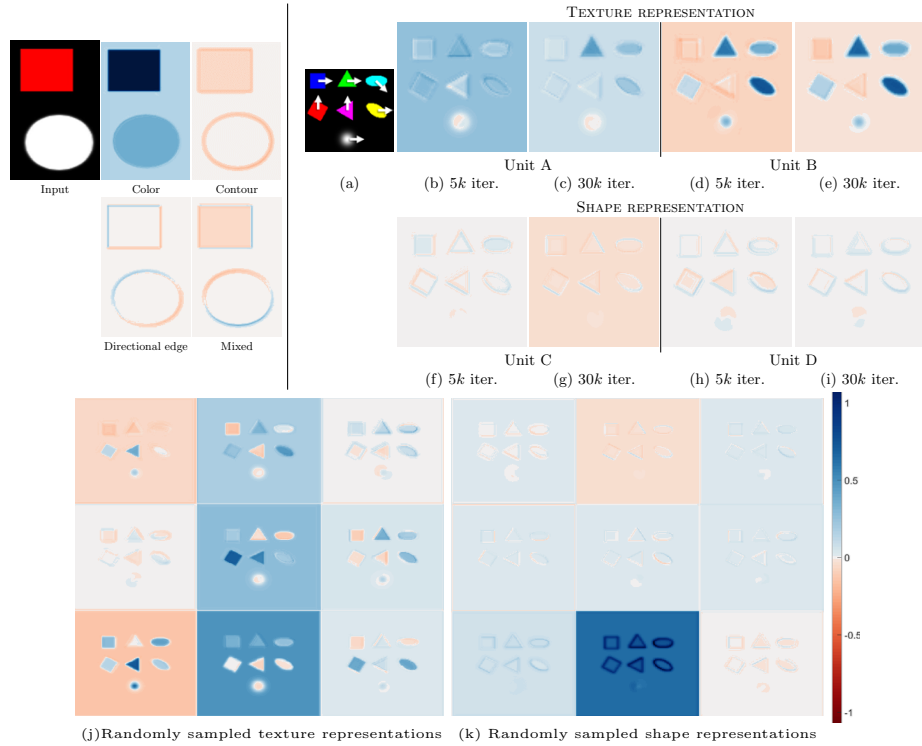 TEXTURE REPRESENTATION
Input
Color
Contour
Directional edge
Mixed
(a)
Unit A
Unit B
(b) 5k iter.
(c) 30k iter.
(d) 5k iter.
(e) 30k iter.
SHAPE REPRESENTATION
Unit C
Unit D
(f) 5k iter.
(g) 30k iter.
(h) 5k iter.
(i) 30k iter.
1
0.5
0
-0.5
-1
(j)Randomly sampled texture representations
(k) Randomly sampled shape representations